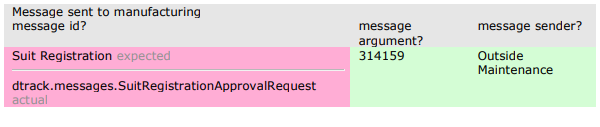 Message sent to manufacturing
message id? message message sender?
argument?
Suit Registration expected 314159 Outside
Maintenance
dtrack.messages.SuitRegistrationApprovalRequest
actual